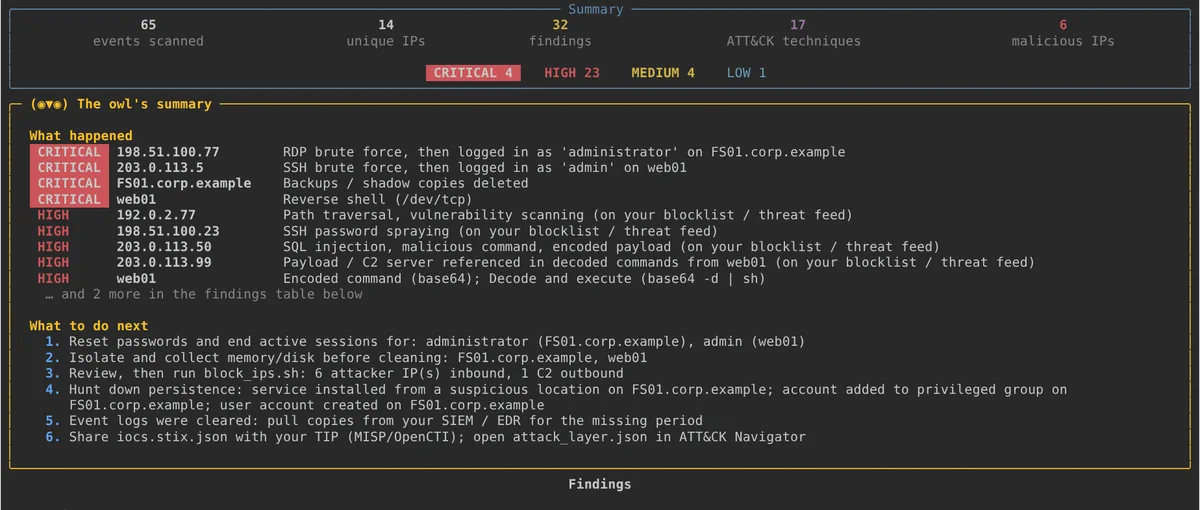 Summary
65 14 32 17 6
events scanned unique IPs findings ATT&CK techniques malicious IPs
CRITICAL 4 HIGH 23 MEDIUM 4 LOW 1
(◉▼◉) The owl's summary
What happened
CRITICAL 198.51.100.77 RDP brute force, then logged in as 'administrator' on FS01.corp.example
CRITICAL 203.0.113.5 SSH brute force, then logged in as 'admin' on web01
CRITICAL FS01.corp.example Backups / shadow copies deleted
CRITICAL web01 Reverse shell (/dev/tcp)
HIGH 192.0.2.77 Path traversal, vulnerability scanning (on your blocklist / threat feed)
HIGH 198.51.100.23 SSH password spraying (on your blocklist / threat feed)
HIGH 203.0.113.50 SQL injection, malicious command, encoded payload (on your blocklist / threat feed)
HIGH 203.0.113.99 Payload / C2 server referenced in decoded commands from web01 (on your blocklist / threat feed)
HIGH web01 Encoded command (base64); Decode and execute (base64 -d | sh)
… and 2 more in the findings table below
What to do next
1. Reset passwords and end active sessions for: administrator (FS01.corp.example), admin (web01)
2. Isolate and collect memory/disk before cleaning: FS01.corp.example, web01
3. Review, then run block_ips.sh: 6 attacker IP(s) inbound, 1 C2 outbound
4. Hunt down persistence: service installed from a suspicious location on FS01.corp.example; account added to privileged group on
FS01.corp.example; user account created on FS01.corp.example
5. Event logs were cleared: pull copies from your SIEM / EDR for the missing period
6. Share iocs.stix.json with your TIP (MISP/OpenCTI); open attack_layer.json in ATT&CK Navigator
Findings